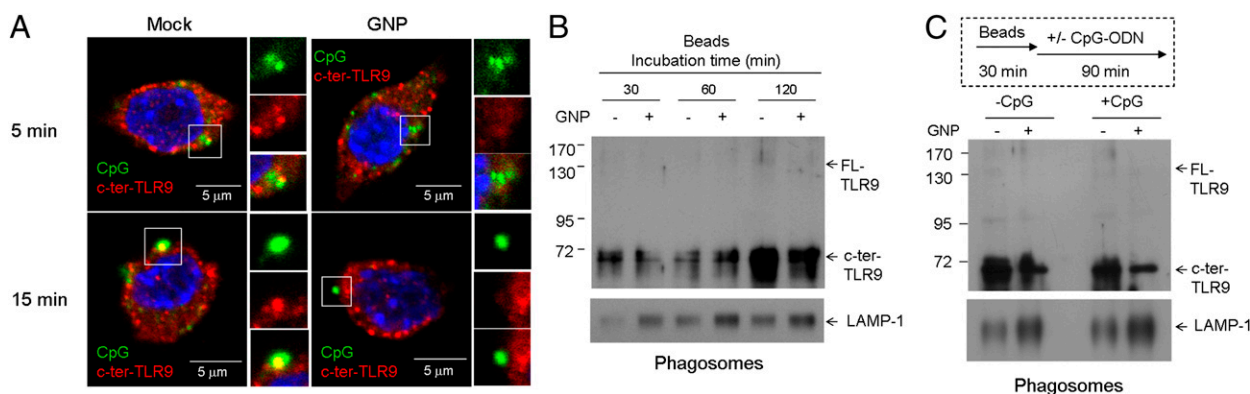 A
Mock
GNP
5 min
CpG
c-ter-TLR9
5 µm
CpG
c-ter-TLR9
5 µm
15 min
CpG
c-ter-TLR9
5 µm
CpG
c-ter-TLR9
5 µm
B
Beads
Incubation time (min)
30 60 120
GNP - + - + - +
170
130
95
72
FL-
TLR9
c-ter-
TLR9
LAMP-1
Phagosomes
C
Beads +/- CpG-ODN
30 min 90 min
-CpG +CpG
GNP - + - +
170
130
95
72
FL-
TLR9
c-ter-
TLR9
LAMP-1
Phagosomes